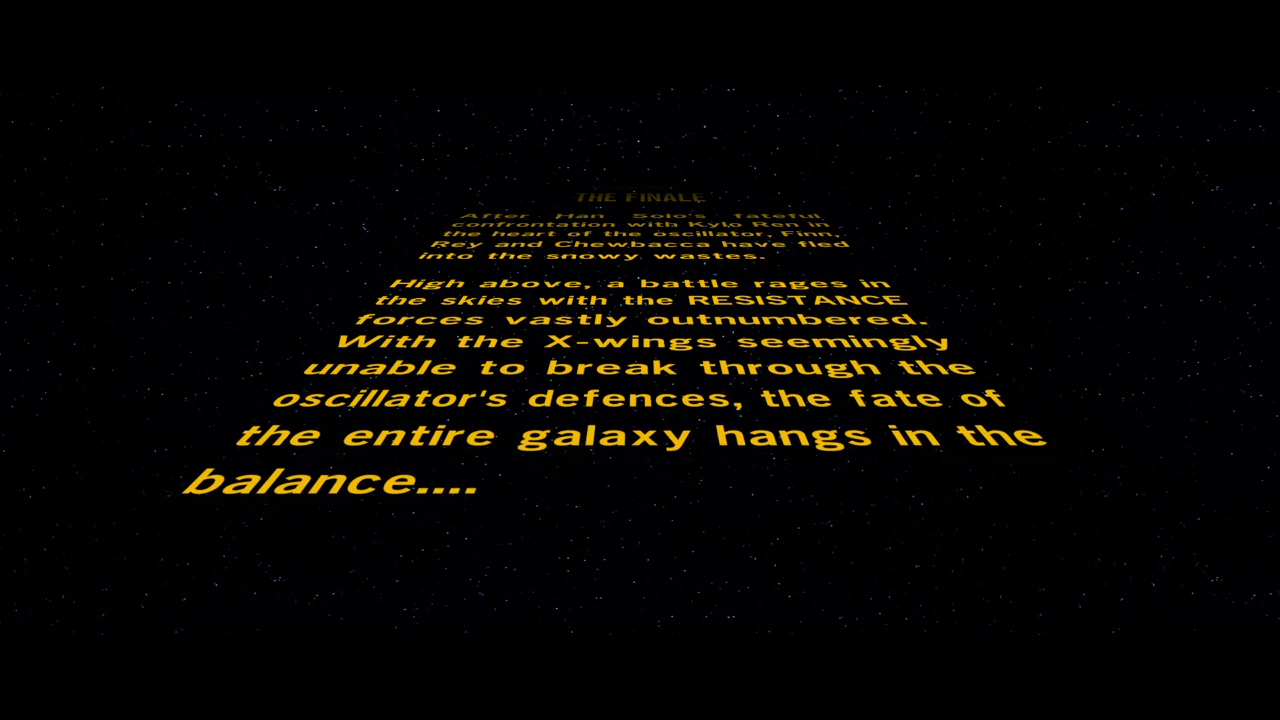 THE FINALE
After Han Solo's fateful
confrontation with Kylo Ren in
the heart of the oscillator, Finn,
Rey and Chewbacca have fled
into the snowy wastes.
High above, a battle rages in
the skies with the RESISTANCE
forces vastly outnumbered.
With the X-wings seemingly
unable to break through the
oscillator's defences, the fate of
the entire galaxy hangs in the
balance....